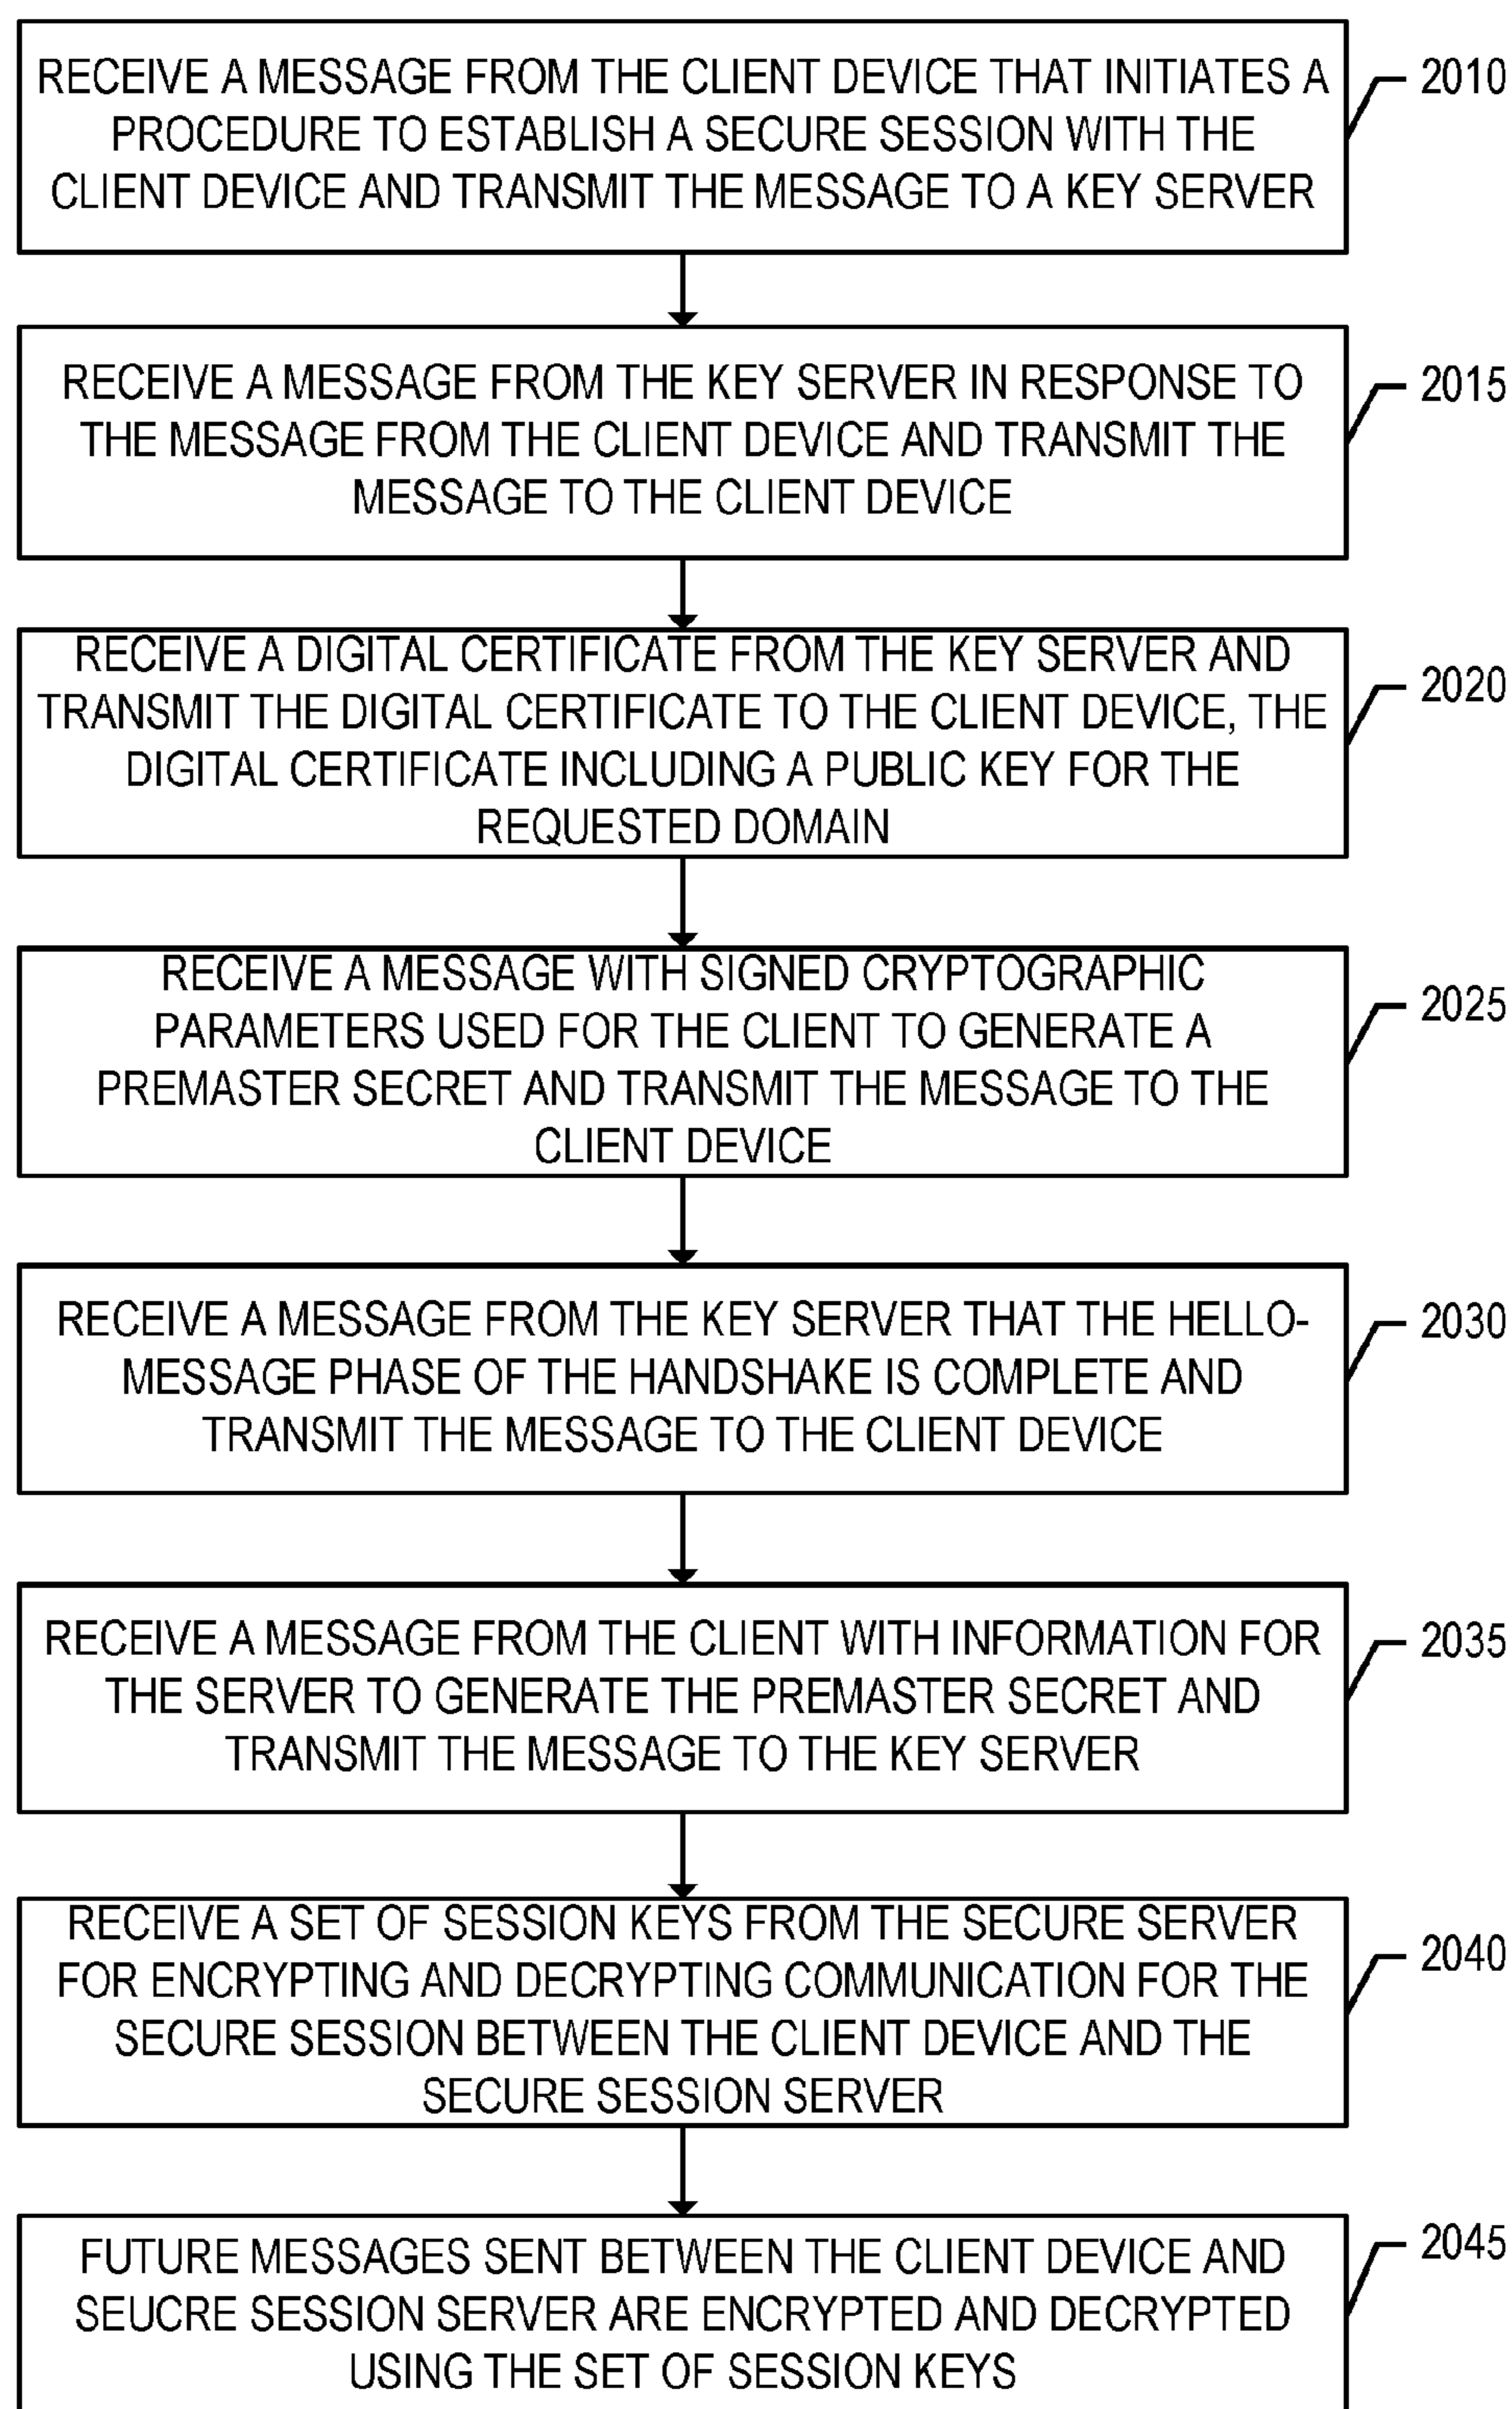 RECEIVE A MESSAGE FROM THE CLIENT DEVICE THAT INITIATES A
PROCEDURE TO ESTABLISH A SECURE SESSION WITH THE
CLIENT DEVICE AND TRANSMIT THE MESSAGE TO A KEY SERVER
2010
RECEIVE A MESSAGE FROM THE KEY SERVER IN RESPONSE TO
THE MESSAGE FROM THE CLIENT DEVICE AND TRANSMIT THE
MESSAGE TO THE CLIENT DEVICE
2015
RECEIVE A DIGITAL CERTIFICATE FROM THE KEY SERVER AND
TRANSMIT THE DIGITAL CERTIFICATE TO THE CLIENT DEVICE, THE
DIGITAL CERTIFICATE INCLUDING A PUBLIC KEY FOR THE
REQUESTED DOMAIN
2020
RECEIVE A MESSAGE WITH SIGNED CRYPTOGRAPHIC
PARAMETERS USED FOR THE CLIENT TO GENERATE A
PREMASTER SECRET AND TRANSMIT THE MESSAGE TO THE
CLIENT DEVICE
2025
RECEIVE A MESSAGE FROM THE KEY SERVER THAT THE HELLO-
MESSAGE PHASE OF THE HANDSHAKE IS COMPLETE AND
TRANSMIT THE MESSAGE TO THE CLIENT DEVICE
2030
RECEIVE A MESSAGE FROM THE CLIENT WITH INFORMATION FOR
THE SERVER TO GENERATE THE PREMASTER SECRET AND
TRANSMIT THE MESSAGE TO THE KEY SERVER
2035
RECEIVE A SET OF SESSION KEYS FROM THE SECURE SERVER
FOR ENCRYPTING AND DECRYPTING COMMUNICATION FOR THE
SECURE SESSION BETWEEN THE CLIENT DEVICE AND THE
SECURE SESSION SERVER
2040
FUTURE MESSAGES SENT BETWEEN THE CLIENT DEVICE AND
SEUCRE SESSION SERVER ARE ENCRYPTED AND DECRYPTED
USING THE SET OF SESSION KEYS
2045